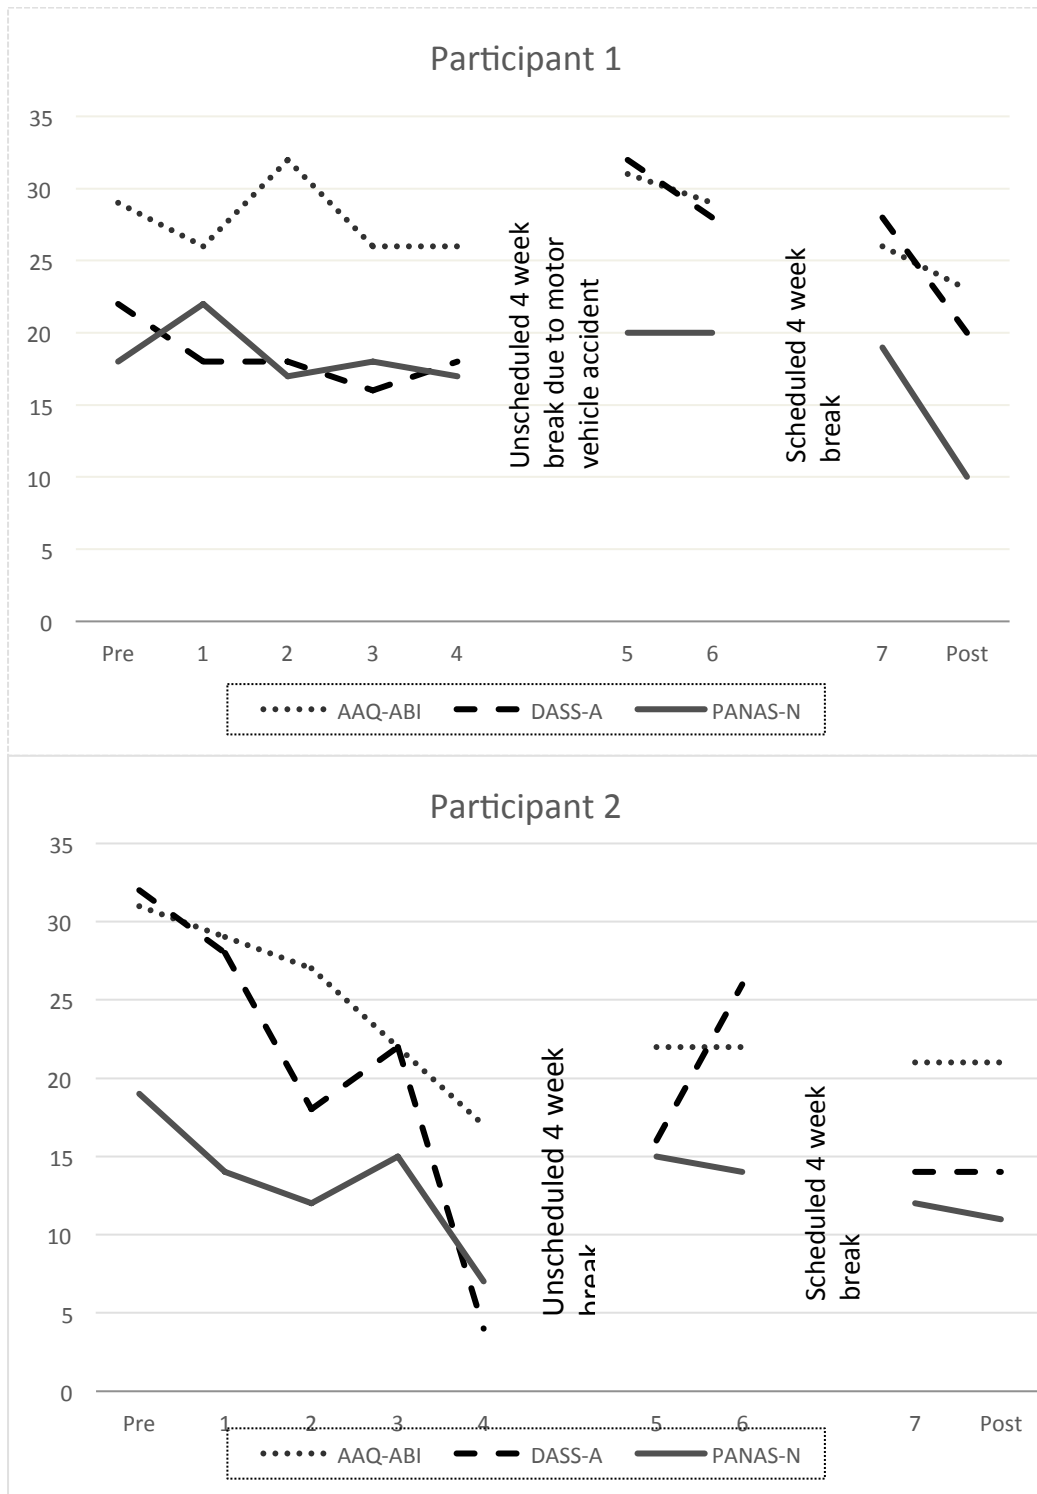 Participant 1
35
30
25
20
15
10
5
0
Unscheduled 4 week
break due to motor
vehicle accident
Scheduled 4 week
break
Pre 1 2 3 4 5 6 7 Post
AAQ-ABI DASS-A PANAS-N
Participant 2
35
30
25
20
15
10
5
0
Unscheduled 4 week
break
Scheduled 4 week
break
Pre 1 2 3 4 5 6 7 Post
AAQ-ABI DASS-A PANAS-N